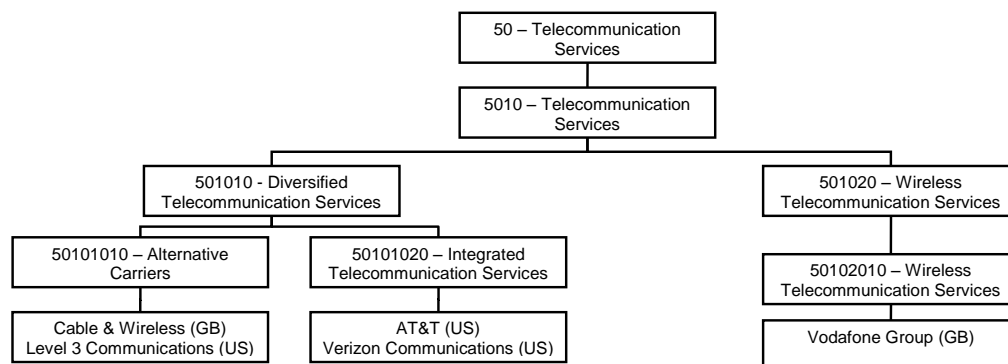 50 – Telecommunication
Services
5010 – Telecommunication
Services
501010 - Diversified
Telecommunication Services
501020 – Wireless
Telecommunication Services
50101010 – Alternative
Carriers
50101020 – Integrated
Telecommunication Services
50102010 – Wireless
Telecommunication Services
Cable & Wireless (GB)
Level 3 Communications (US)
AT&T (US)
Verizon Communications (US)
Vodafone Group (GB)